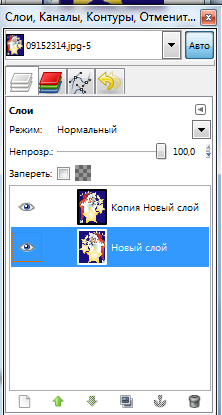 Слои, Каналы, Контуры, Отменит...
09152314.jpg-5
Авто
Слои
Режим: Нормальный
Непрозр.: 100,0
Запереть:
Копия Новый слой
Новый слой